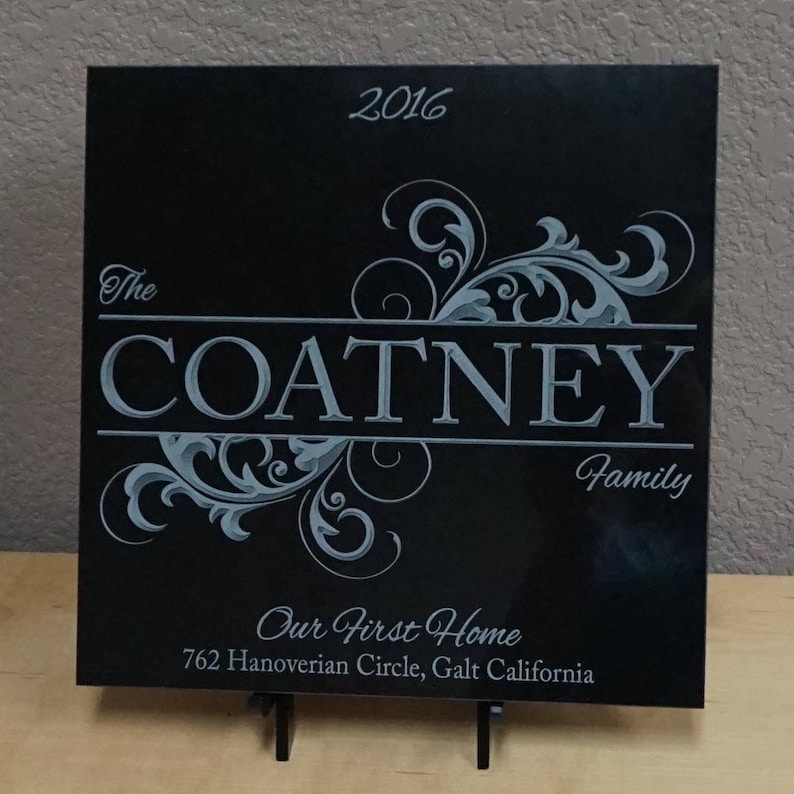 2016
The
COATNEY
Family
Our First Home
762 Hanoverian Circle, Galt California